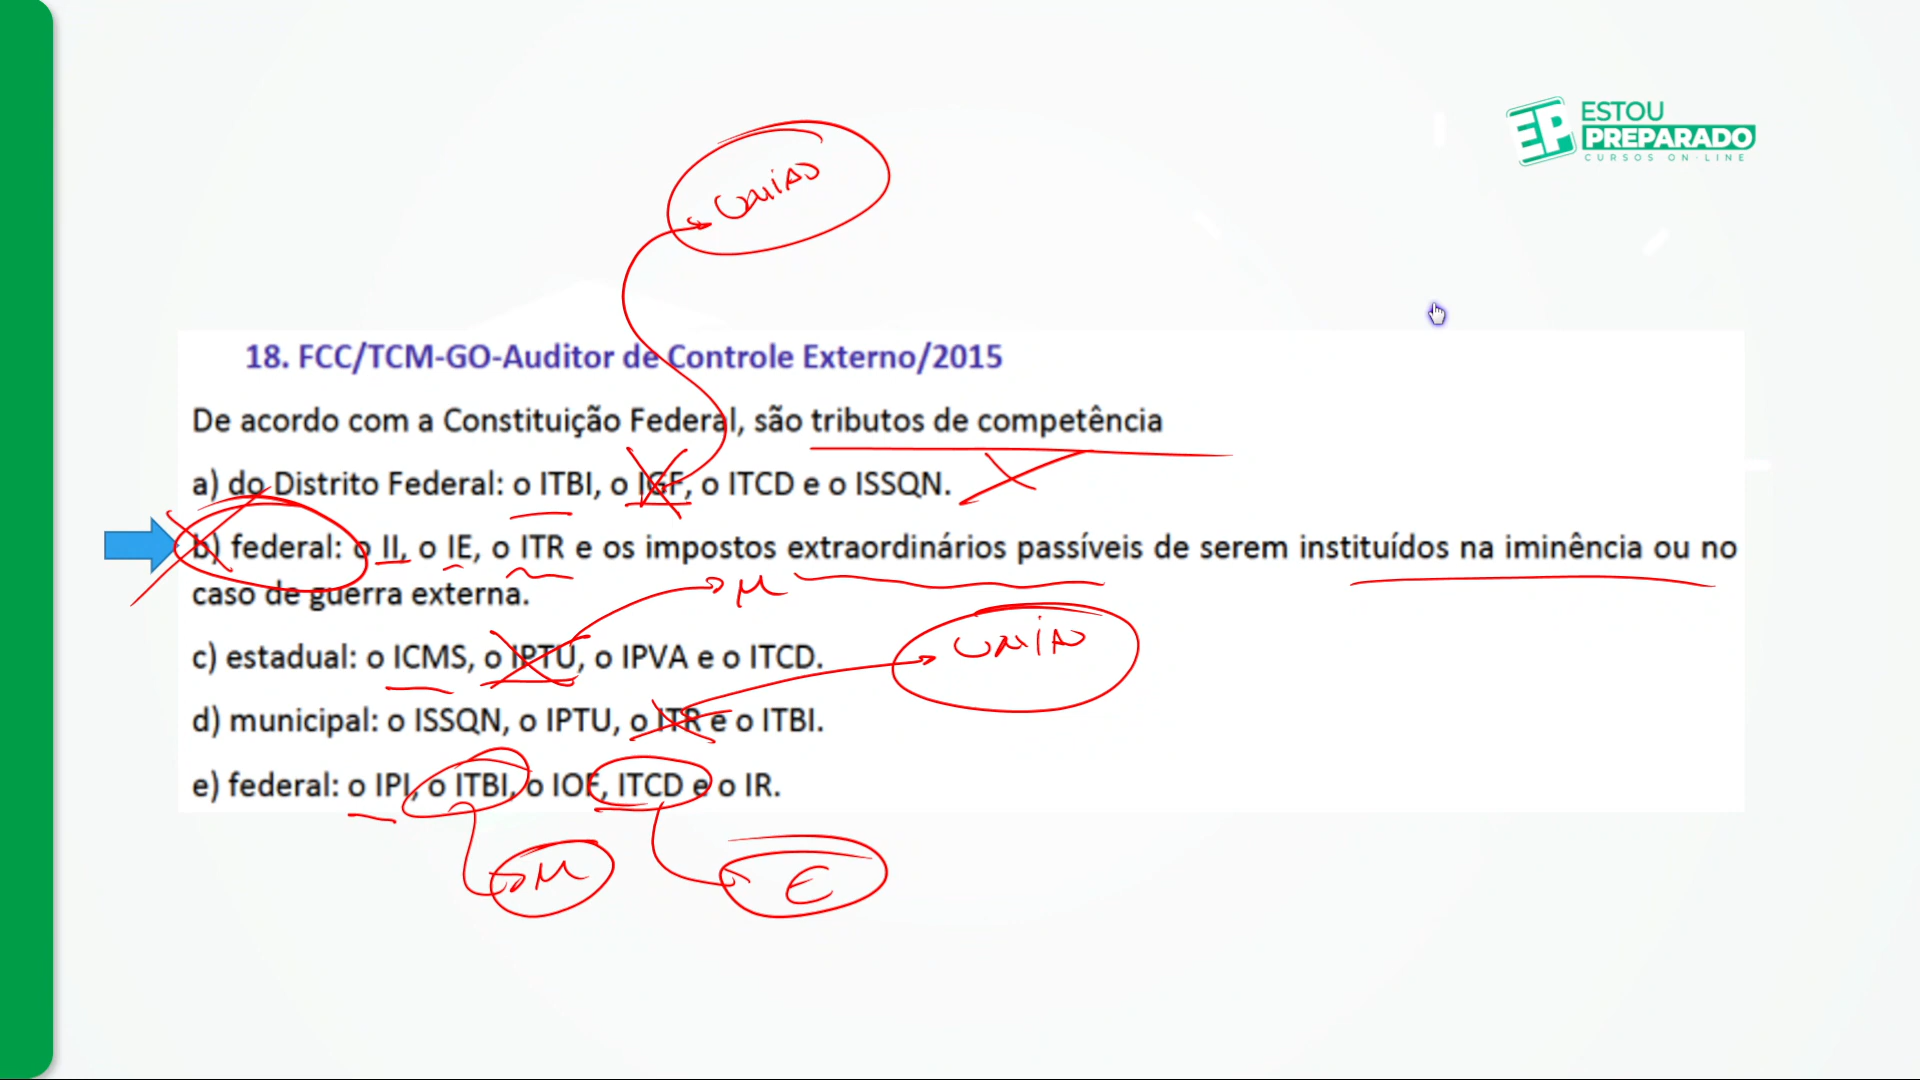 EP ESTOU
PREPARADO
CURSOS ON-LINE
UNIÃO
18. FCC/TCM-GO-Auditor de Controle Externo/2015
De acordo com a Constituição Federal, são tributos de competência
a) do Distrito Federal: o ITBI, o IGF, o ITCD e o ISSQN.
b) federal: o II, o IE, o ITR e os impostos extraordinários passíveis de serem instituídos na iminência ou no
caso de guerra externa.
M
c) estadual: o ICMS, o IPTU, o IPVA e o ITCD.
UNIÃO
d) municipal: o ISSQN, o IPTU, o ITR e o ITBI.
e) federal: o IPI, o ITBI, o IOF, ITCD e o IR.
M
E